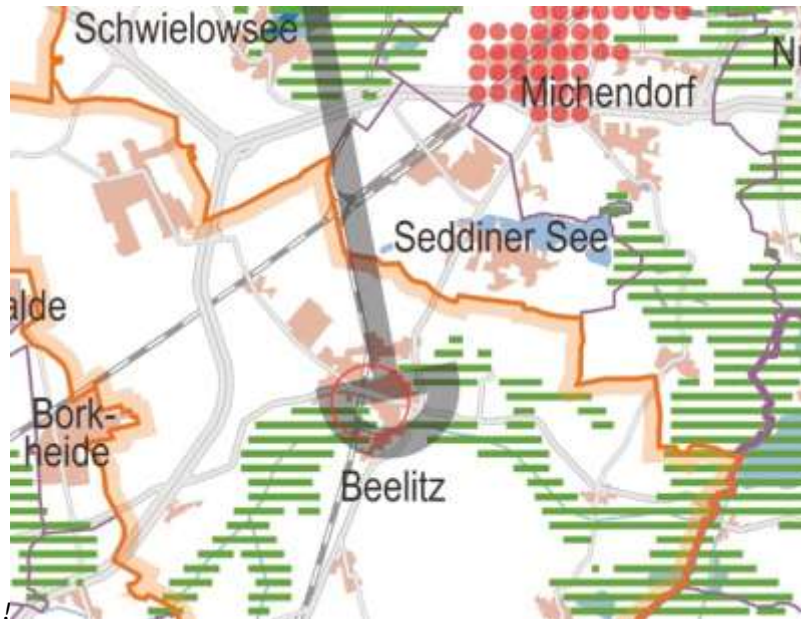 Schwielowsee
Michendorf
Seddiner See
alde
Bork-
heide
Beelitz
!